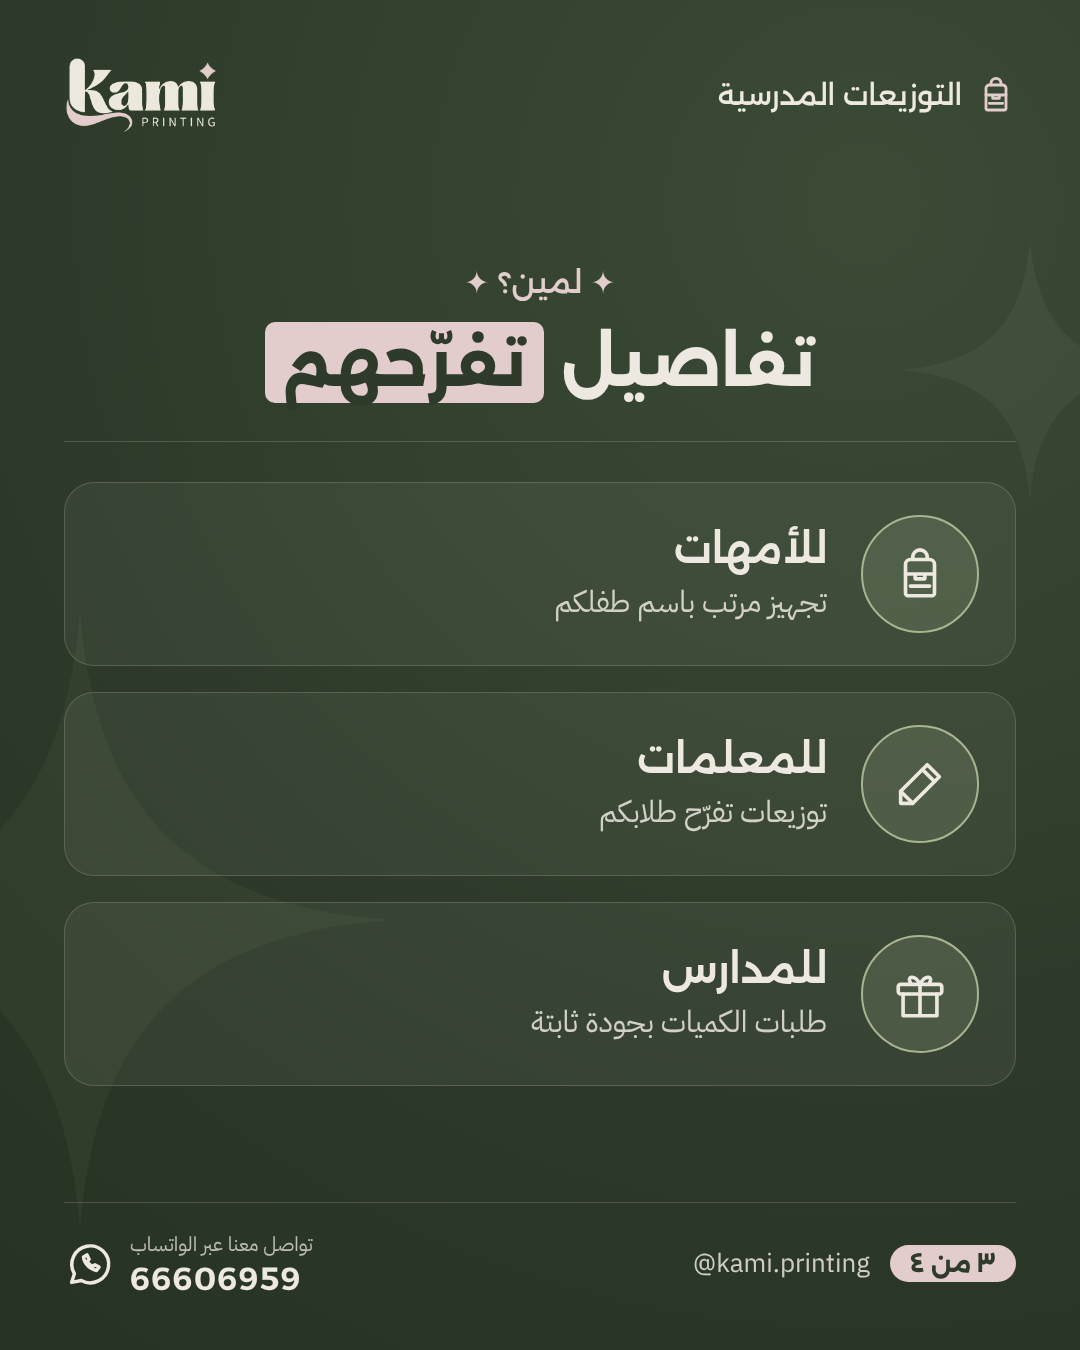 التوزيعات المدرسية
kami
PRINTING
لمين؟
تفاصيل تفرّحهم
للأمهات
تجهيز مرتب باسم طفلكم
للمعلمات
توزيعات تفرّح طلابكم
للمدارس
طلبات الكميات بجودة ثابتة
٣ من ٤
@kami.printing
تواصل معنا عبر الواتساب
66606959